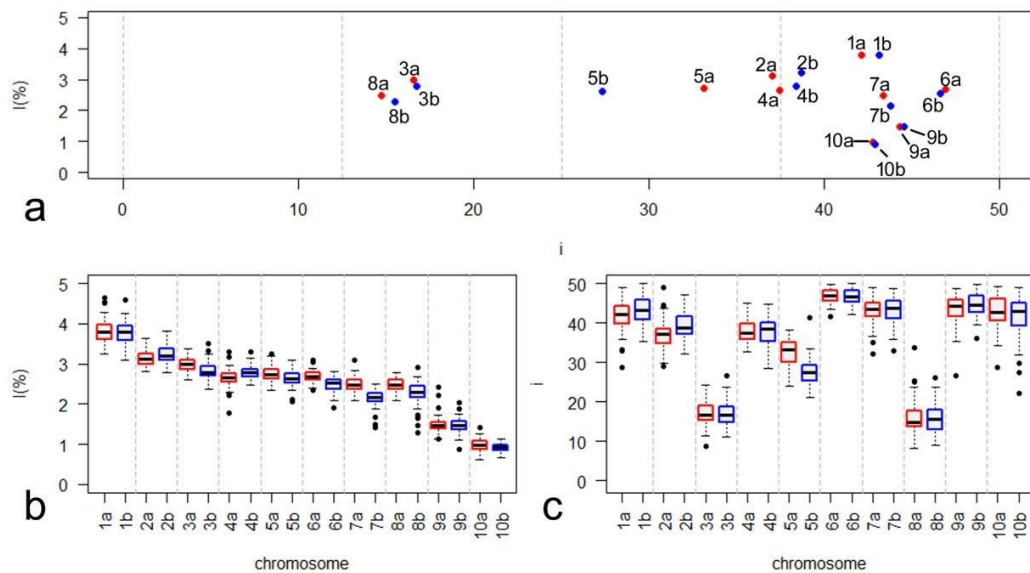 5
4
3
2
1
0
I(%)
1a 1b
2a 2b
3a
8a
5a
5b
6a
7a
4a 4b
3b
8b
7b
6b
9b
10a
9a
10b
a
0 10 20 30 40 50
i
5
4
3
2
1
0
I(%)
b
1a 1b 2a 2b 3a 3b 4a 4b 5a 5b 6a 6b 7a 7b 8a 8b 9a 9b 10a 10b
chromosome
50
40
30
20
10
0
i
c
1a 1b 2a 2b 3a 3b 4a 4b 5a 5b 6a 6b 7a 7b 8a 8b 9a 9b 10a 10b
chromosome